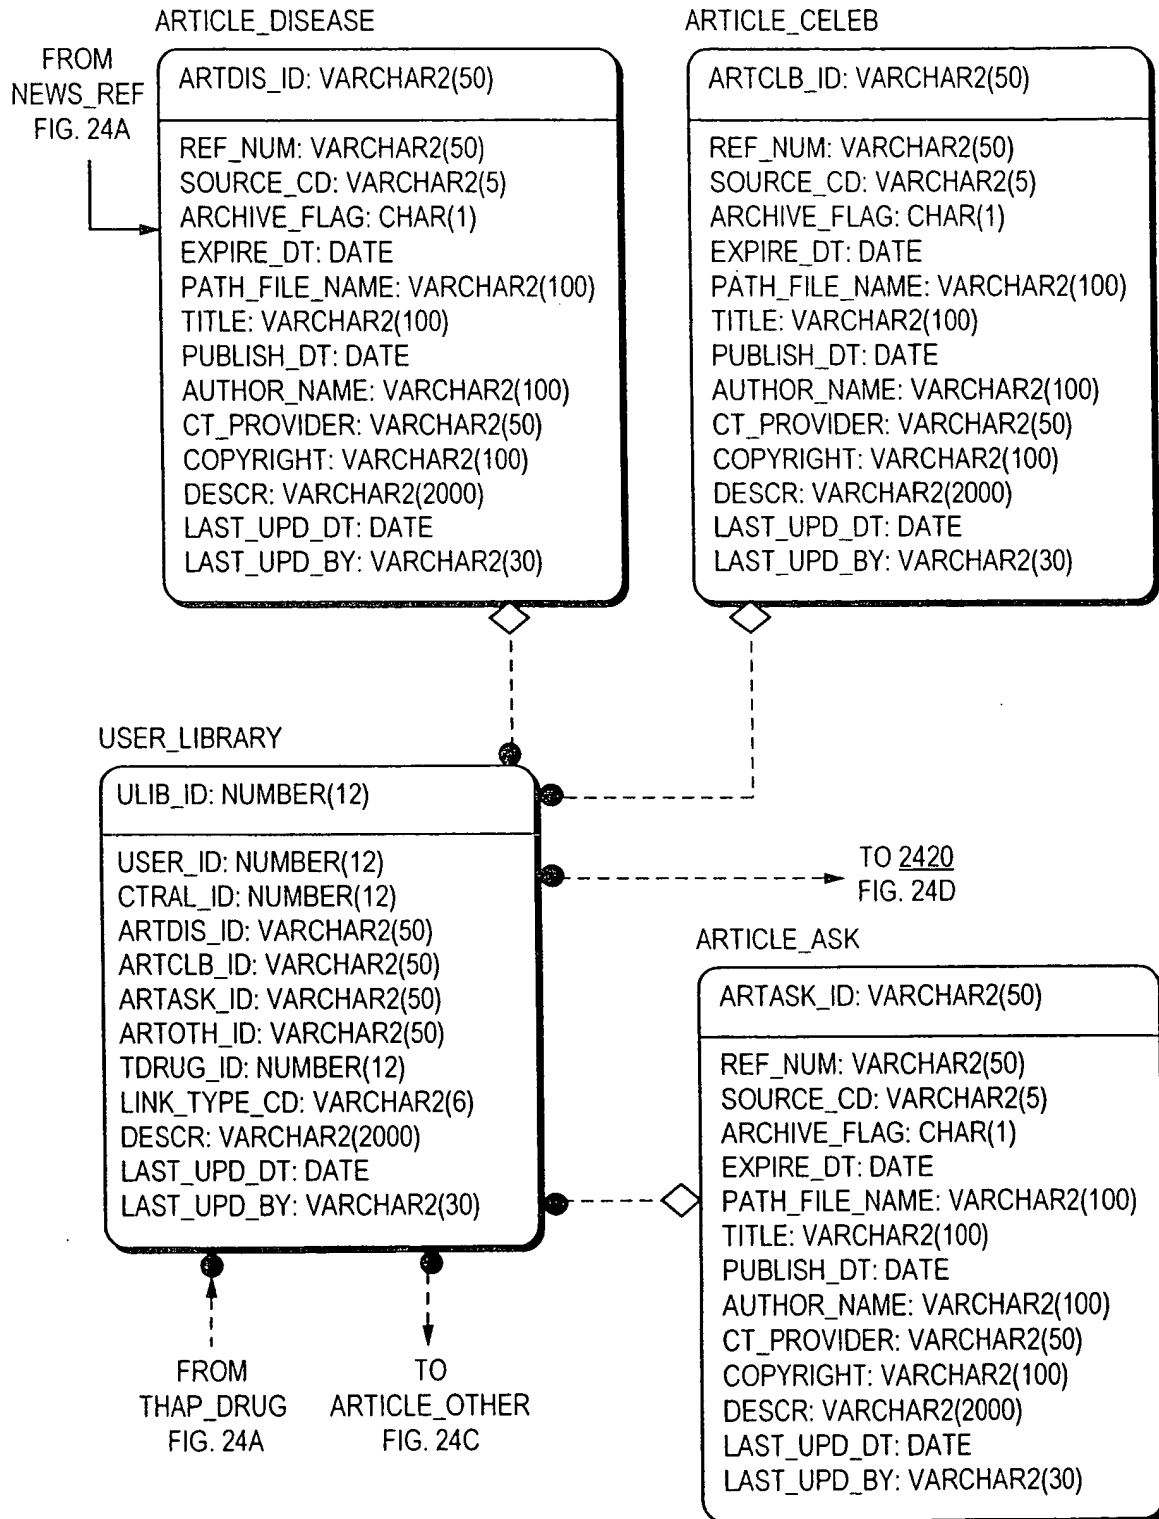 ARTICLE_DISEASE
FROM
NEWS_REF
FIG. 24A
ARTDIS_ID: VARCHAR2(50)
REF_NUM: VARCHAR2(50)
SOURCE_CD: VARCHAR2(5)
ARCHIVE_FLAG: CHAR(1)
EXPIRE_DT: DATE
PATH_FILE_NAME: VARCHAR2(100)
TITLE: VARCHAR2(100)
PUBLISH_DT: DATE
AUTHOR_NAME: VARCHAR2(100)
CT_PROVIDER: VARCHAR2(50)
COPYRIGHT: VARCHAR2(100)
DESCR: VARCHAR2(2000)
LAST_UPD_DT: DATE
LAST_UPD_BY: VARCHAR2(30)
ARTICLE_CELEB
ARTCLB_ID: VARCHAR2(50)
REF_NUM: VARCHAR2(50)
SOURCE_CD: VARCHAR2(5)
ARCHIVE_FLAG: CHAR(1)
EXPIRE_DT: DATE
PATH_FILE_NAME: VARCHAR2(100)
TITLE: VARCHAR2(100)
PUBLISH_DT: DATE
AUTHOR_NAME: VARCHAR2(100)
CT_PROVIDER: VARCHAR2(50)
COPYRIGHT: VARCHAR2(100)
DESCR: VARCHAR2(2000)
LAST_UPD_DT: DATE
LAST_UPD_BY: VARCHAR2(30)
USER_LIBRARY
ULIB_ID: NUMBER(12)
USER_ID: NUMBER(12)
CTRAL_ID: NUMBER(12)
ARTDIS_ID: VARCHAR2(50)
ARTCLB_ID: VARCHAR2(50)
ARTASK_ID: VARCHAR2(50)
ARTOTH_ID: VARCHAR2(50)
TDRUG_ID: NUMBER(12)
LINK_TYPE_CD: VARCHAR2(6)
DESCR: VARCHAR2(2000)
LAST_UPD_DT: DATE
LAST_UPD_BY: VARCHAR2(30)
TO 2420
FIG. 24D
ARTICLE_ASK
ARTASK_ID: VARCHAR2(50)
REF_NUM: VARCHAR2(50)
SOURCE_CD: VARCHAR2(5)
ARCHIVE_FLAG: CHAR(1)
EXPIRE_DT: DATE
PATH_FILE_NAME: VARCHAR2(100)
TITLE: VARCHAR2(100)
PUBLISH_DT: DATE
AUTHOR_NAME: VARCHAR2(100)
CT_PROVIDER: VARCHAR2(50)
COPYRIGHT: VARCHAR2(100)
DESCR: VARCHAR2(2000)
LAST_UPD_DT: DATE
LAST_UPD_BY: VARCHAR2(30)
FROM
THAP_DRUG
FIG. 24A
TO
ARTICLE_OTHER
FIG. 24C